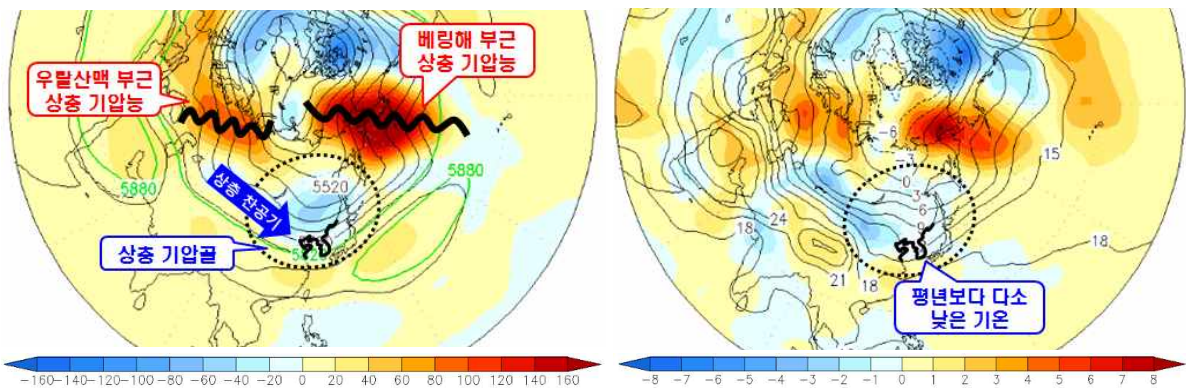 베링해 부근
상층 기압능
우랄산맥 부근
상층 기압능
5880
5880
5520
상층 찬공기
상층 기압골
-160 -140 -120 -100 -80 -60 -40 -20 0 20 40 60 80 100 120 140 160
-6
-3
0
3
6
9
15
24
18
18
21
18
평년보다 다소
낮은 기온
-8 -7 -6 -5 -4 -3 -2 -1 0 1 2 3 4 5 6 7 8